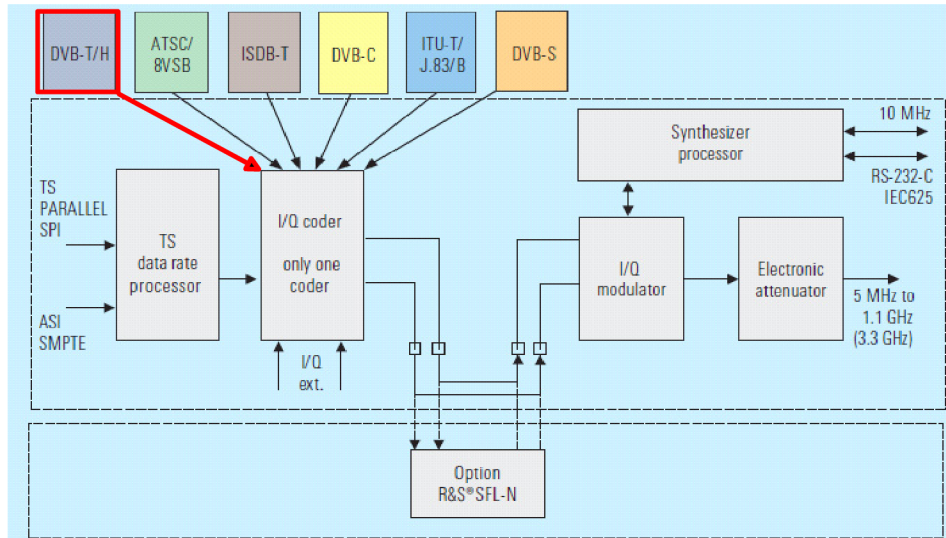 DVB-T/H
ATSC/
8VSB
ISDB-T
DVB-C
ITU-T/
J.83/B
DVB-S
Synthesizer
processor
10 MHz
RS-232-C
IEC625
TS
PARALLEL
SPI
TS
data rate
processor
I/Q coder
only one
coder
I/Q
modulator
Electronic
attenuator
5 MHz to
1.1 GHz
(3.3 GHz)
ASI
SMPTE
I/Q
ext.
Option
R&S®SFL-N